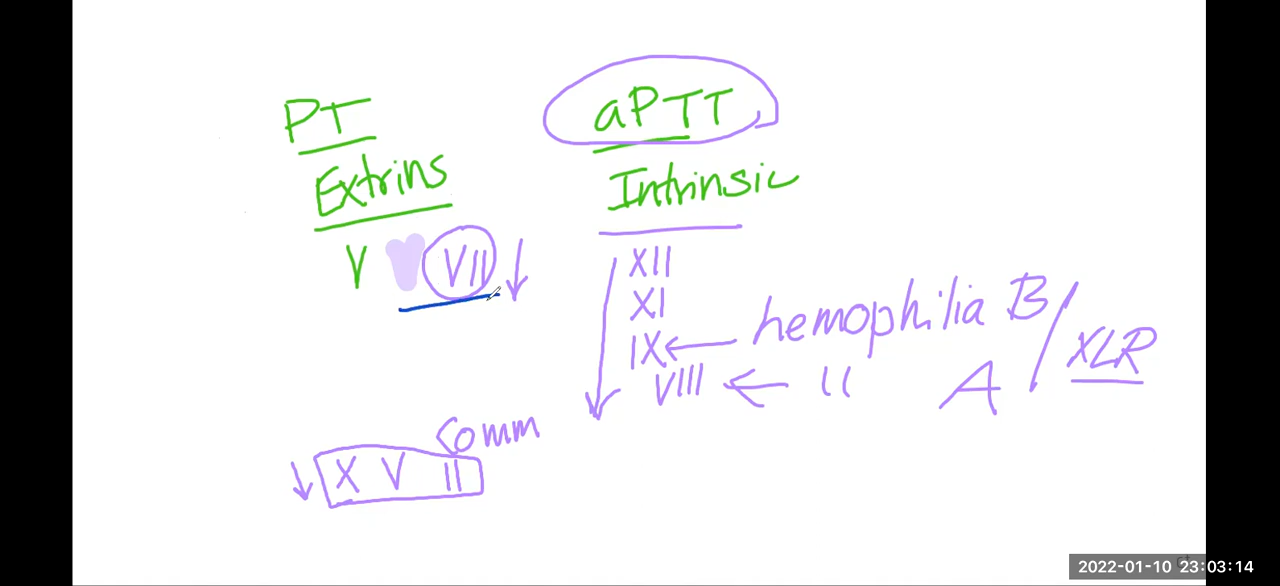 PT
aPTT
Extrins
Intrinsic
V VII ↓
XII
XI
IX ← hemophilia B / XLR
VIII ← 11 A
Comm
↓ X V II
2022-01-10 23:03:14